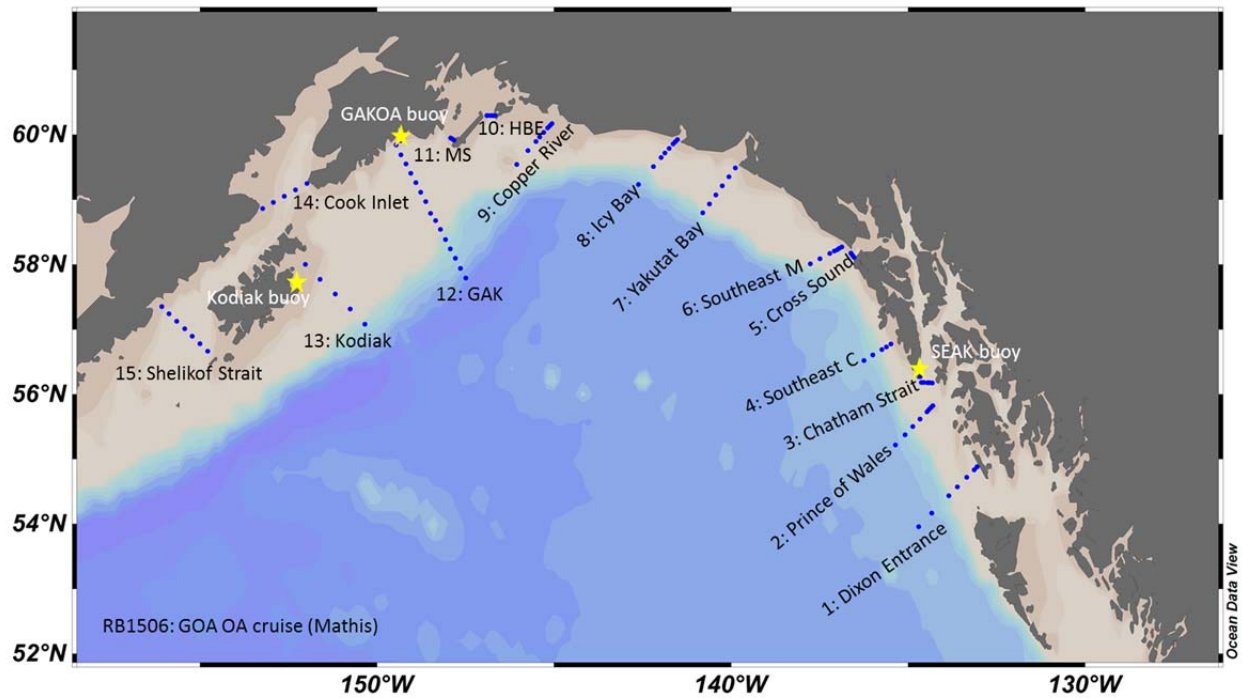 60°N
58°N
56°N
54°N
52°N
GAKOA buoy
10: HBE
11: MS
9: Copper River
14: Cook Inlet
8: Icy Bay
7: Yakutat Bay
6: Southeast M
5: Cross Sound
12: GAK
Kodiak buoy
13: Kodiak
15: Shelikof Strait
SEAK buoy
4: Southeast C
3: Chatham Strait
2: Prince of Wales
1: Dixon Entrance
RB1506: GOA OA cruise (Mathis)
150°W
140°W
130°W
Ocean Data View